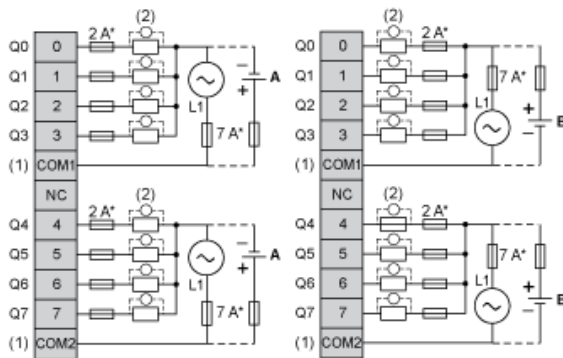 (2)
Q0 0 2 A*
Q1 1
Q2 2
Q3 3
(1) COM1
L1
7 A*
A
NC
(2)
Q4 4 2 A*
Q5 5
Q6 6
Q7 7
(1) COM2
L1
7 A*
A
(2)
Q0 0 2 A*
Q1 1
Q2 2
Q3 3
(1) COM1
7 A*
L1
B
NC
(2)
Q4 4 2 A*
Q5 5
Q6 6
Q7 7
(1) COM2
7 A*
L1